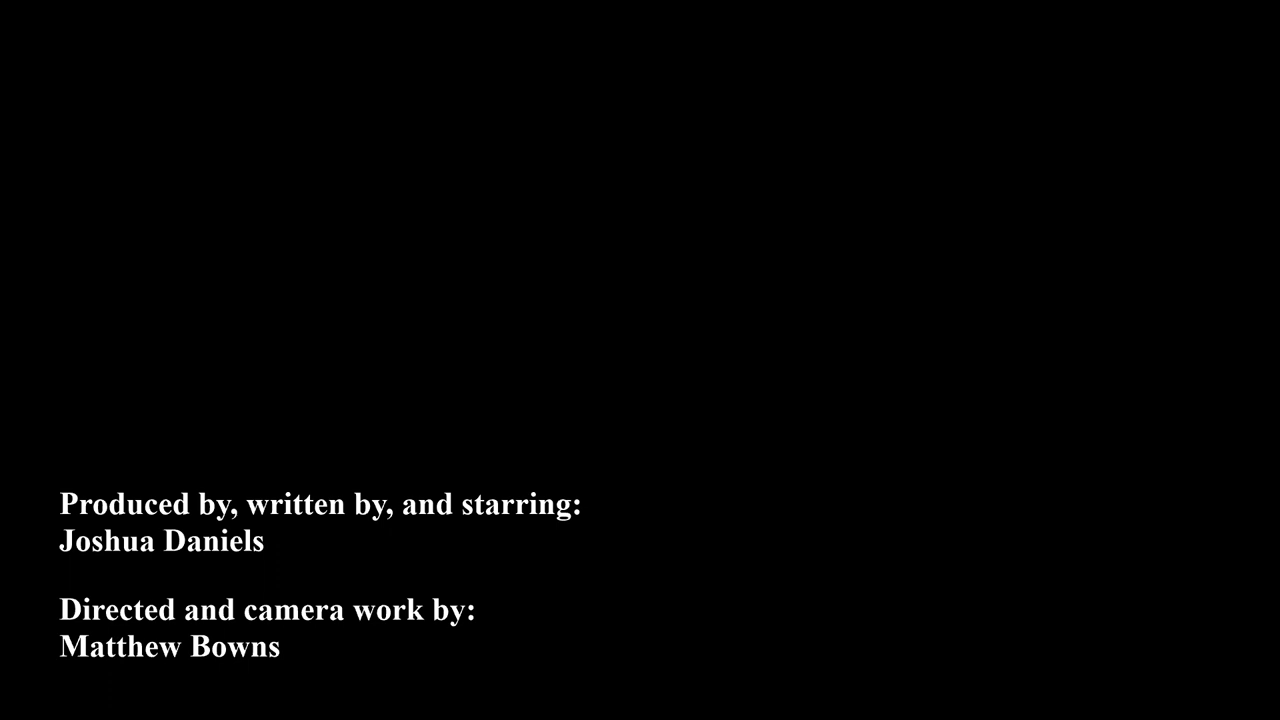 Produced by, written by, and starring:
Joshua Daniels
Directed and camera work by:
Matthew Bowns